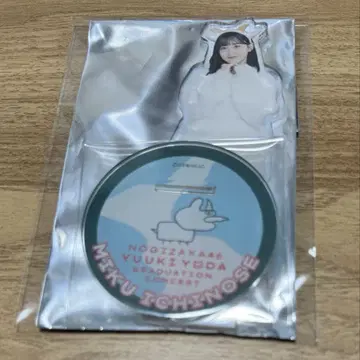 NOGIZAKA46
YUUKI YODA
GRADUATION
CONCERT
MIKU ICHINOSE